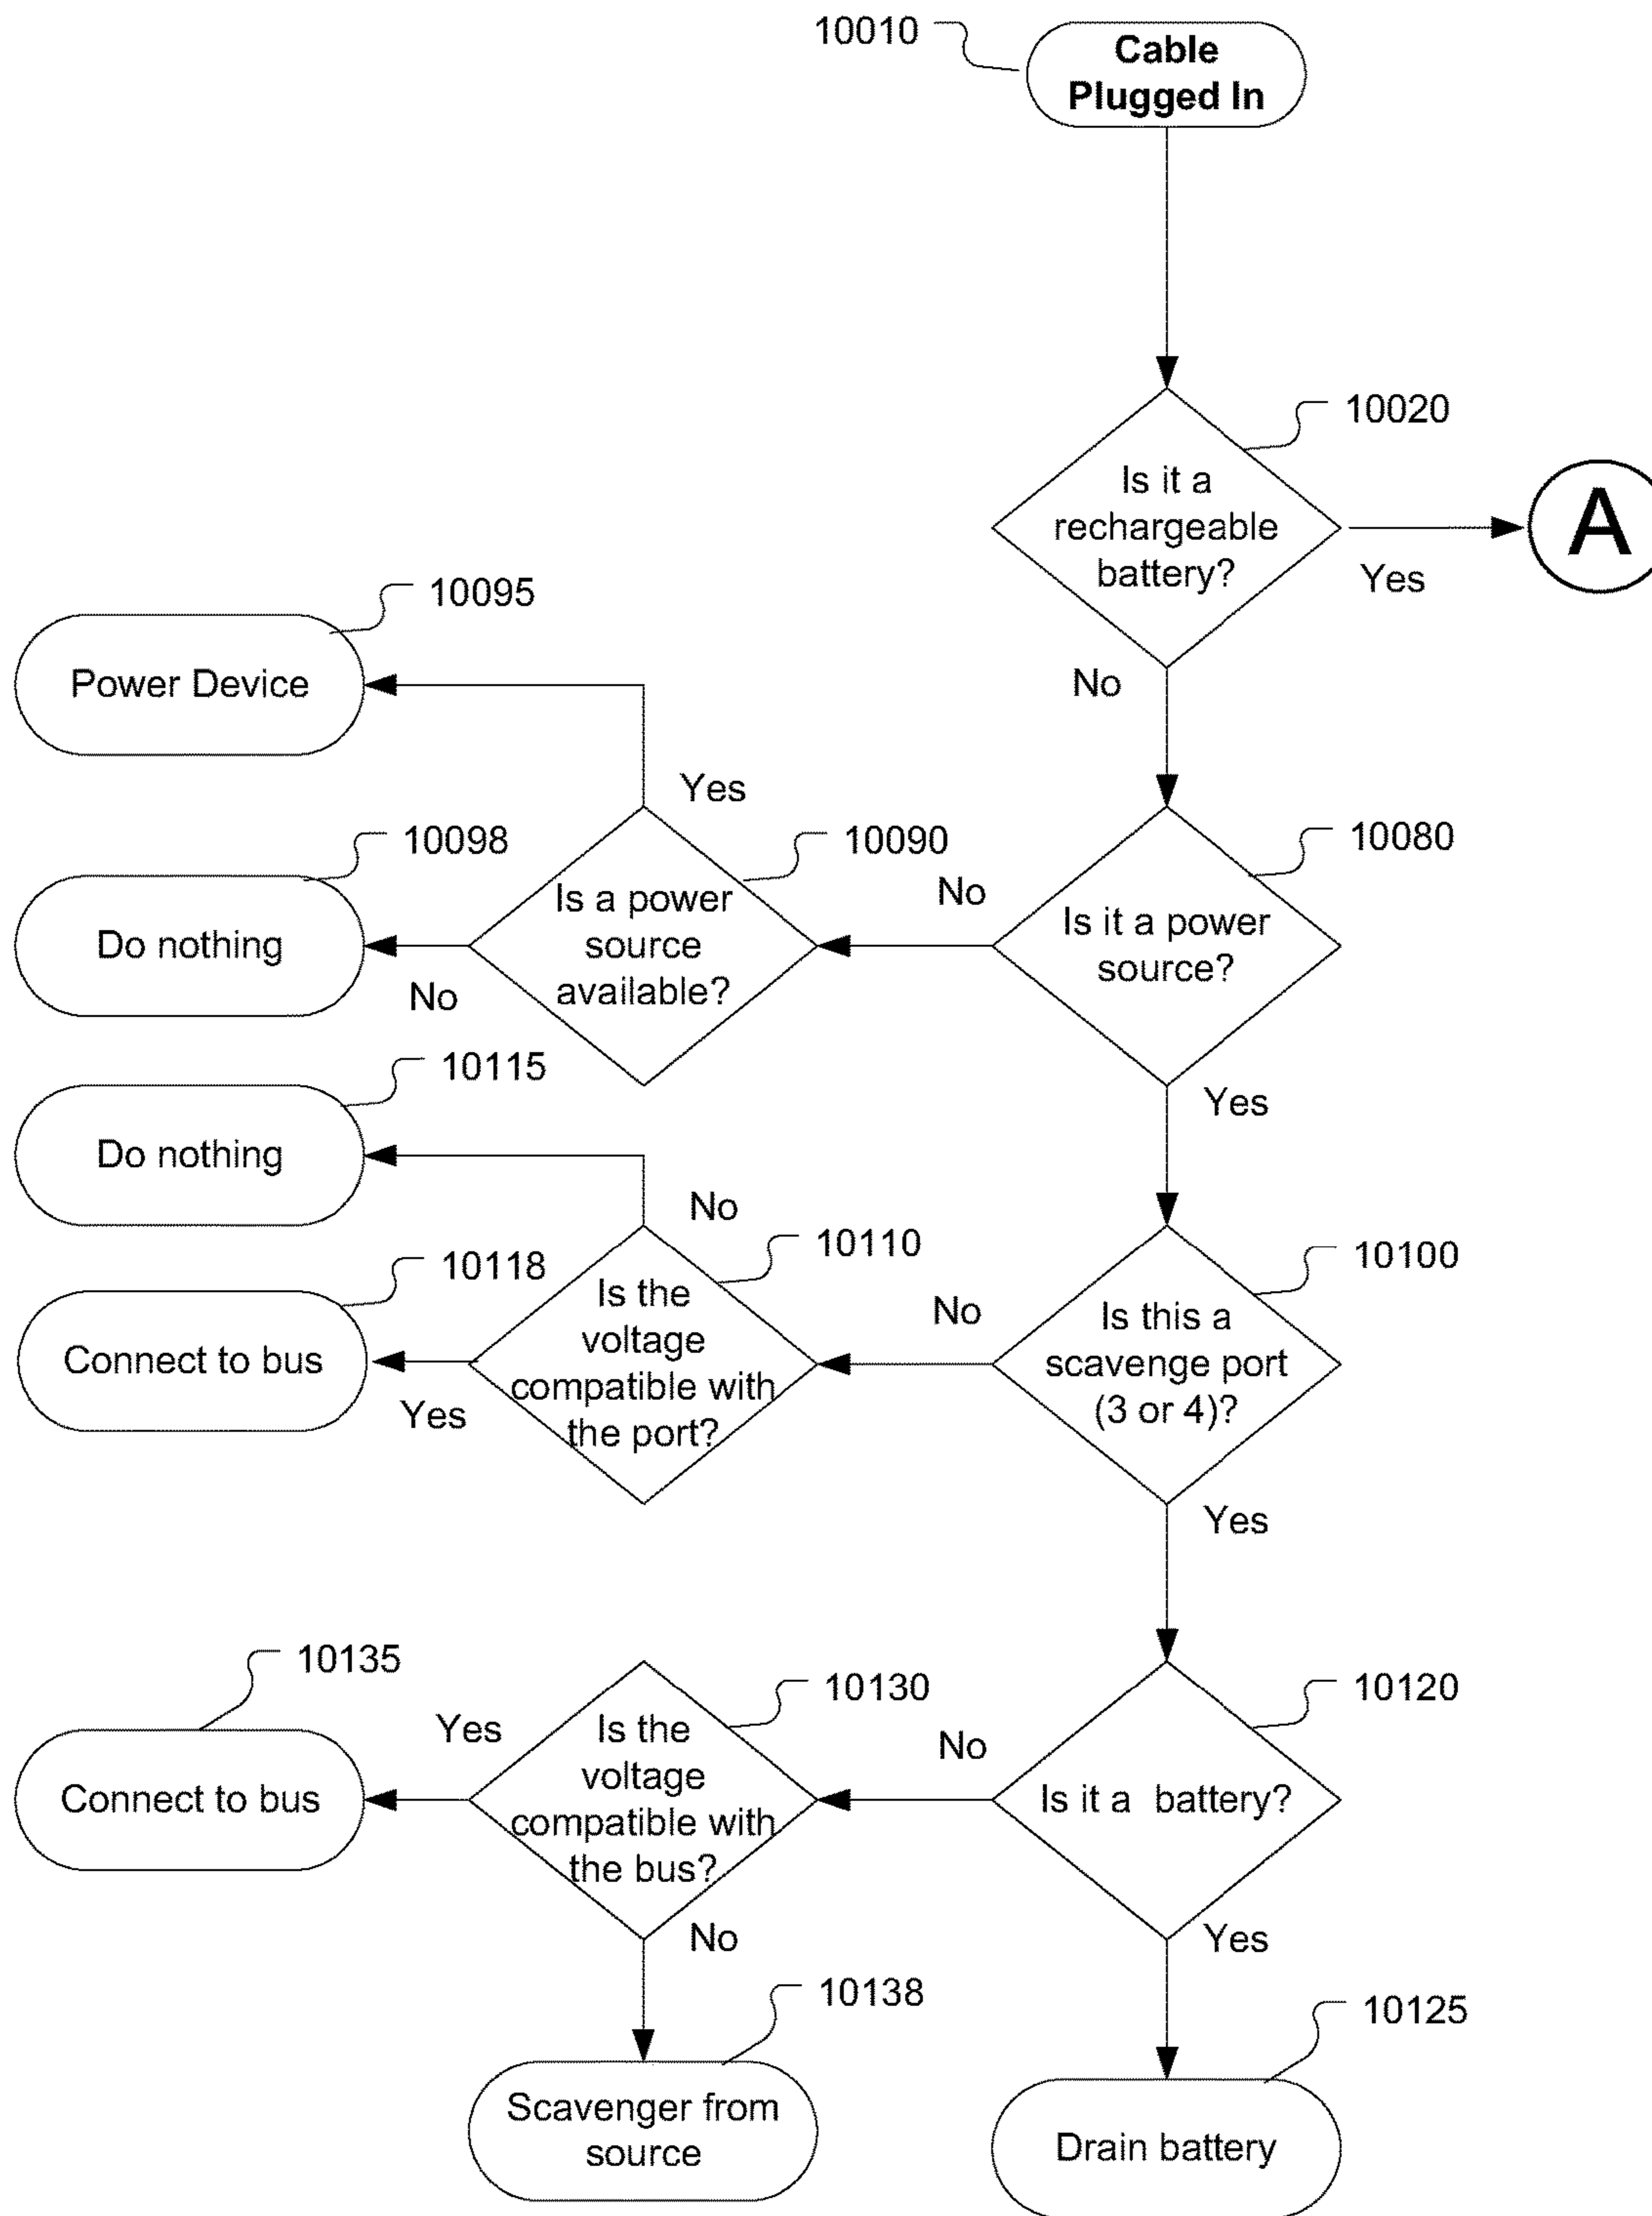 10010
Cable
Plugged In
10020
Is it a
rechargeable
battery?
Yes
A
No
10095
Power Device
Yes
10098
Do nothing
No
10090
Is a power
source
available?
No
10080
Is it a power
source?
Yes
10115
Do nothing
No
10118
Connect to bus
Yes
10110
Is the
voltage
compatible with
the port?
No
10100
Is this a
scavenge port
(3 or 4)?
Yes
10135
Connect to bus
Yes
10130
Is the
voltage
compatible with
the bus?
No
10120
Is it a battery?
No
Yes
10138
Scavenger from
source
10125
Drain battery